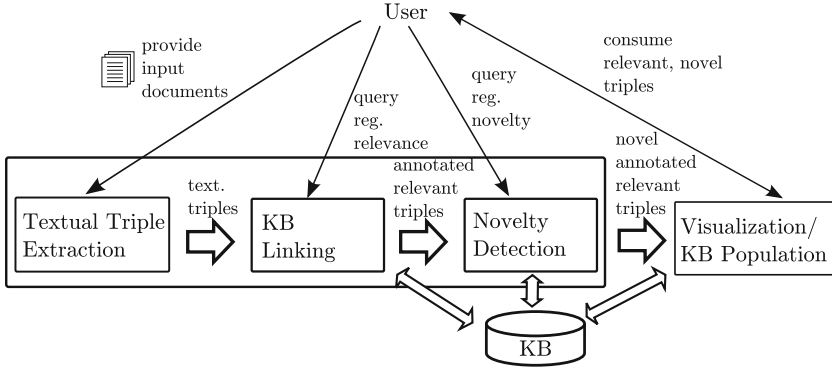 User
provide
input
documents
consume
relevant, novel
triples
query
reg.
novelty
query
reg.
relevance
novel
annotated
relevant
triples
annotated
relevant
triples
text.
triples
Textual Triple
Extraction
KB
Linking
Novelty
Detection
Visualization/
KB Population
KB